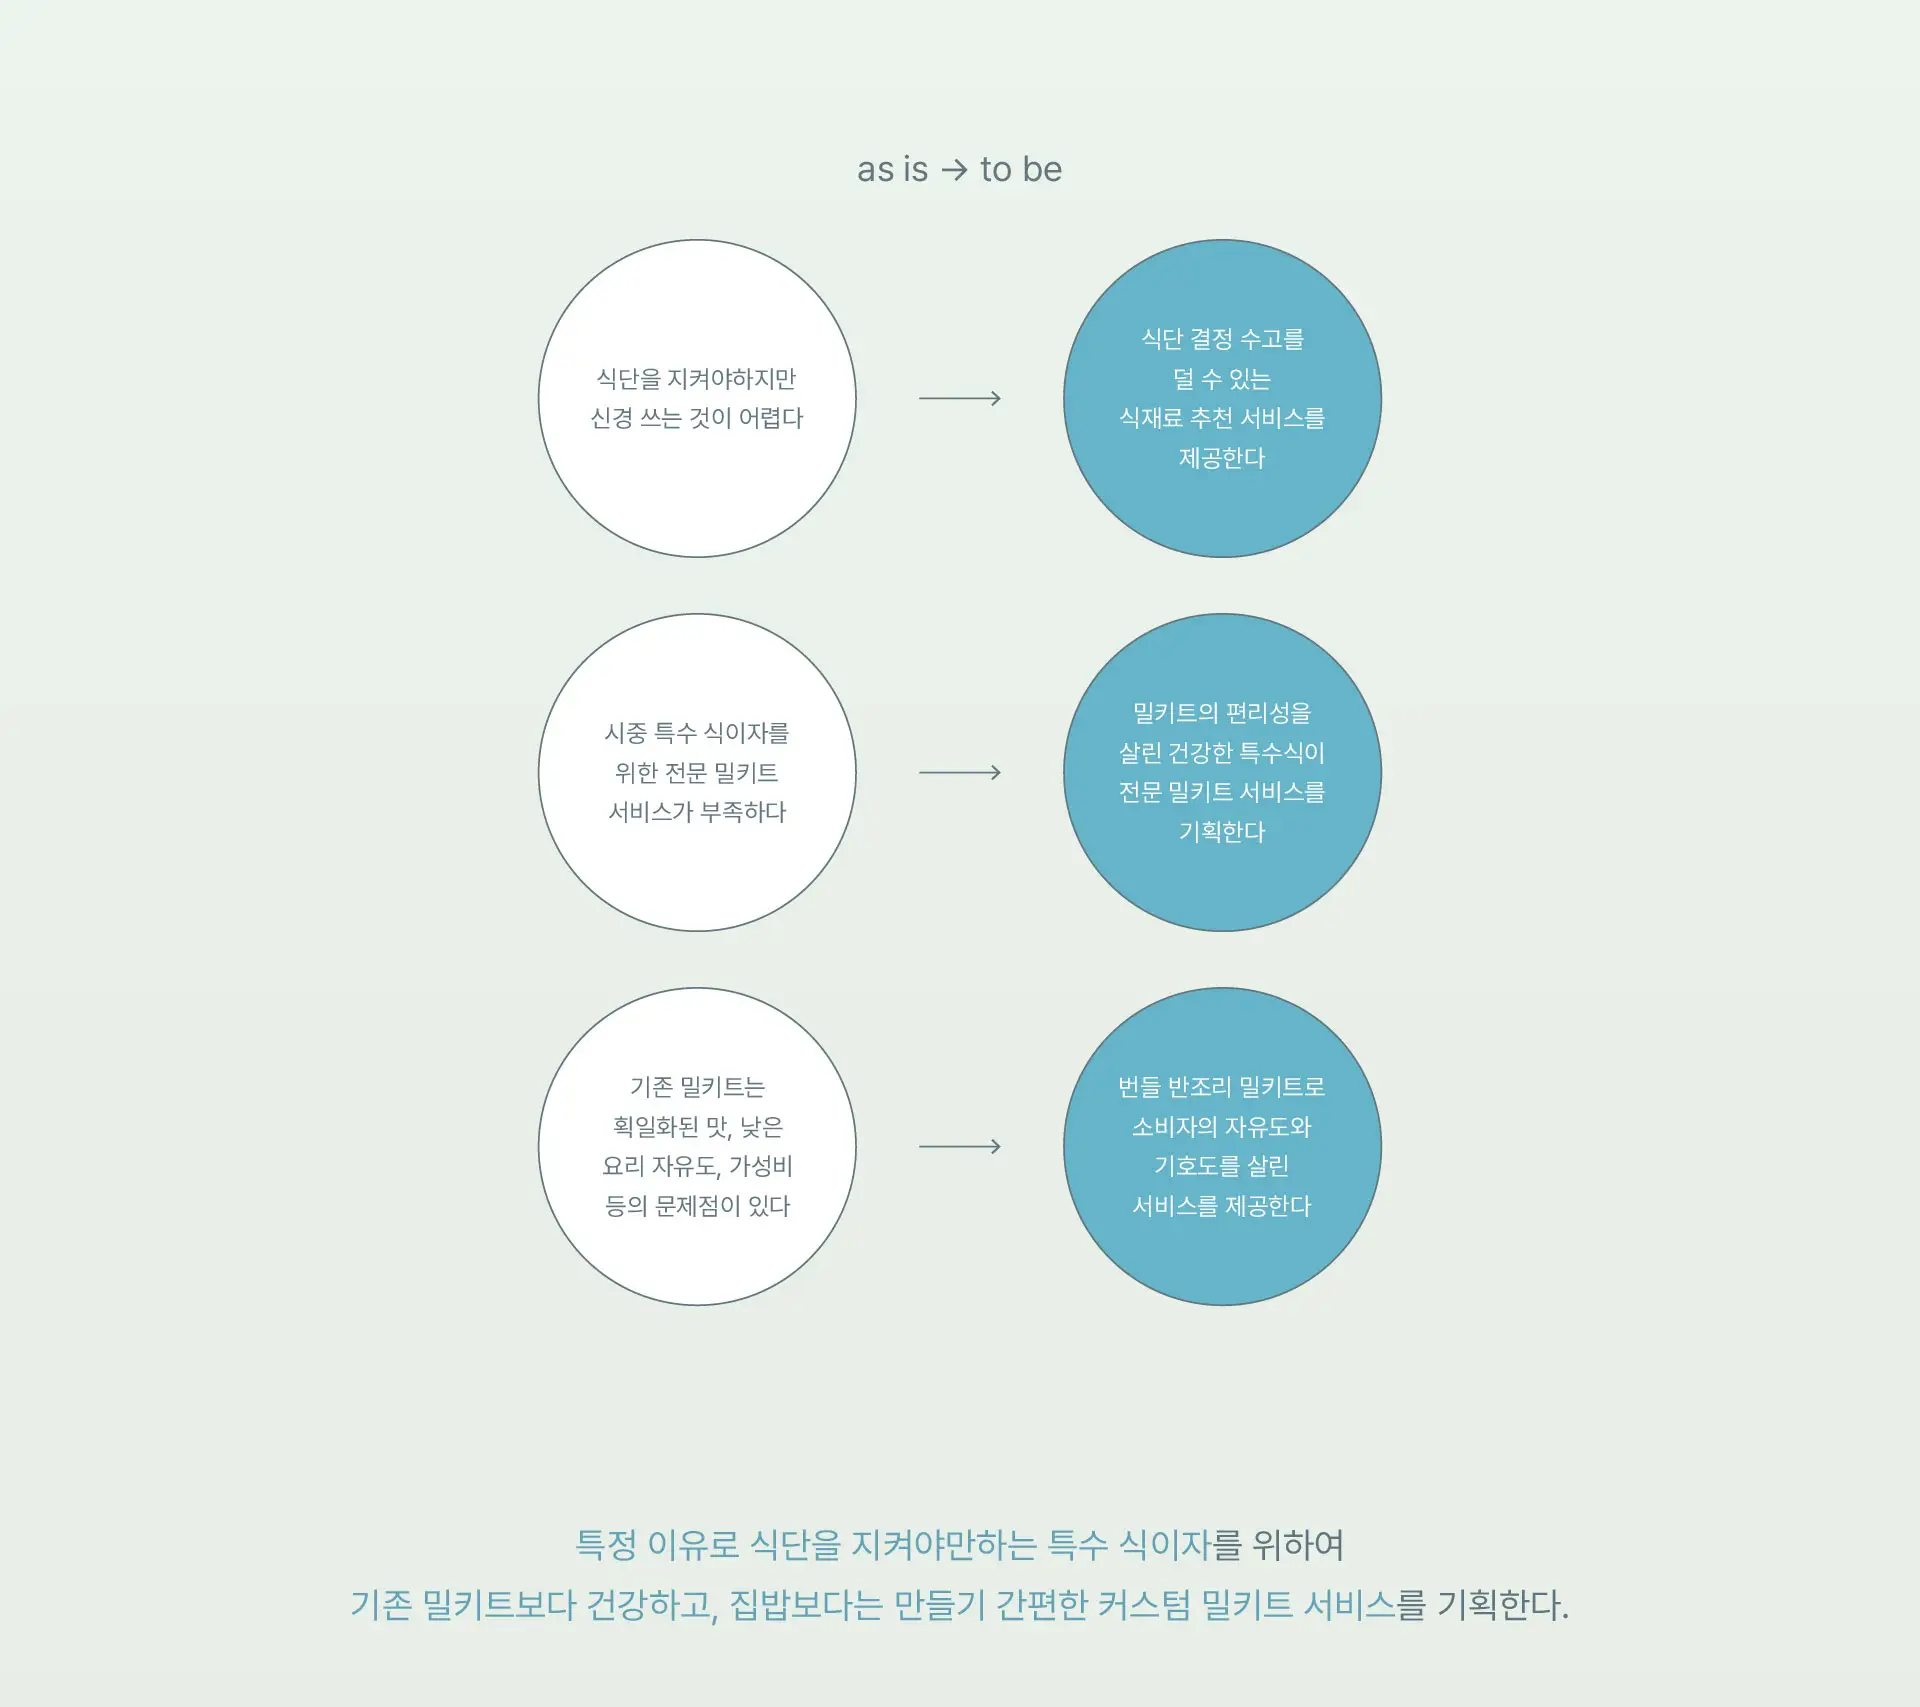 as is → to be
식단을 지켜야하지만
신경 쓰는 것이 어렵다
식단 결정 수고를
덜 수 있는
식재료 추천 서비스를
제공한다
시중 특수 식이자를
위한 전문 밀키트
서비스가 부족하다
밀키트의 편리성을
살린 건강한 특수식이
전문 밀키트 서비스를
기획한다
기존 밀키트는
획일화된 맛, 낮은
요리 자유도, 가성비
등의 문제점이 있다
번들 반조리 밀키트로
소비자의 자유도와
기호도를 살린
서비스를 제공한다
특정 이유로 식단을 지켜야만하는 특수 식이자를 위하여
기존 밀키트보다 건강하고, 집밥보다는 만들기 간편한 커스텀 밀키트 서비스를 기획한다.